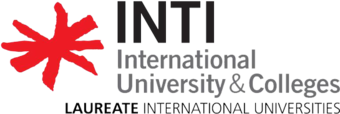 INTI
International
University & Colleges
LAUREATE INTERNATIONAL UNIVERSITIES